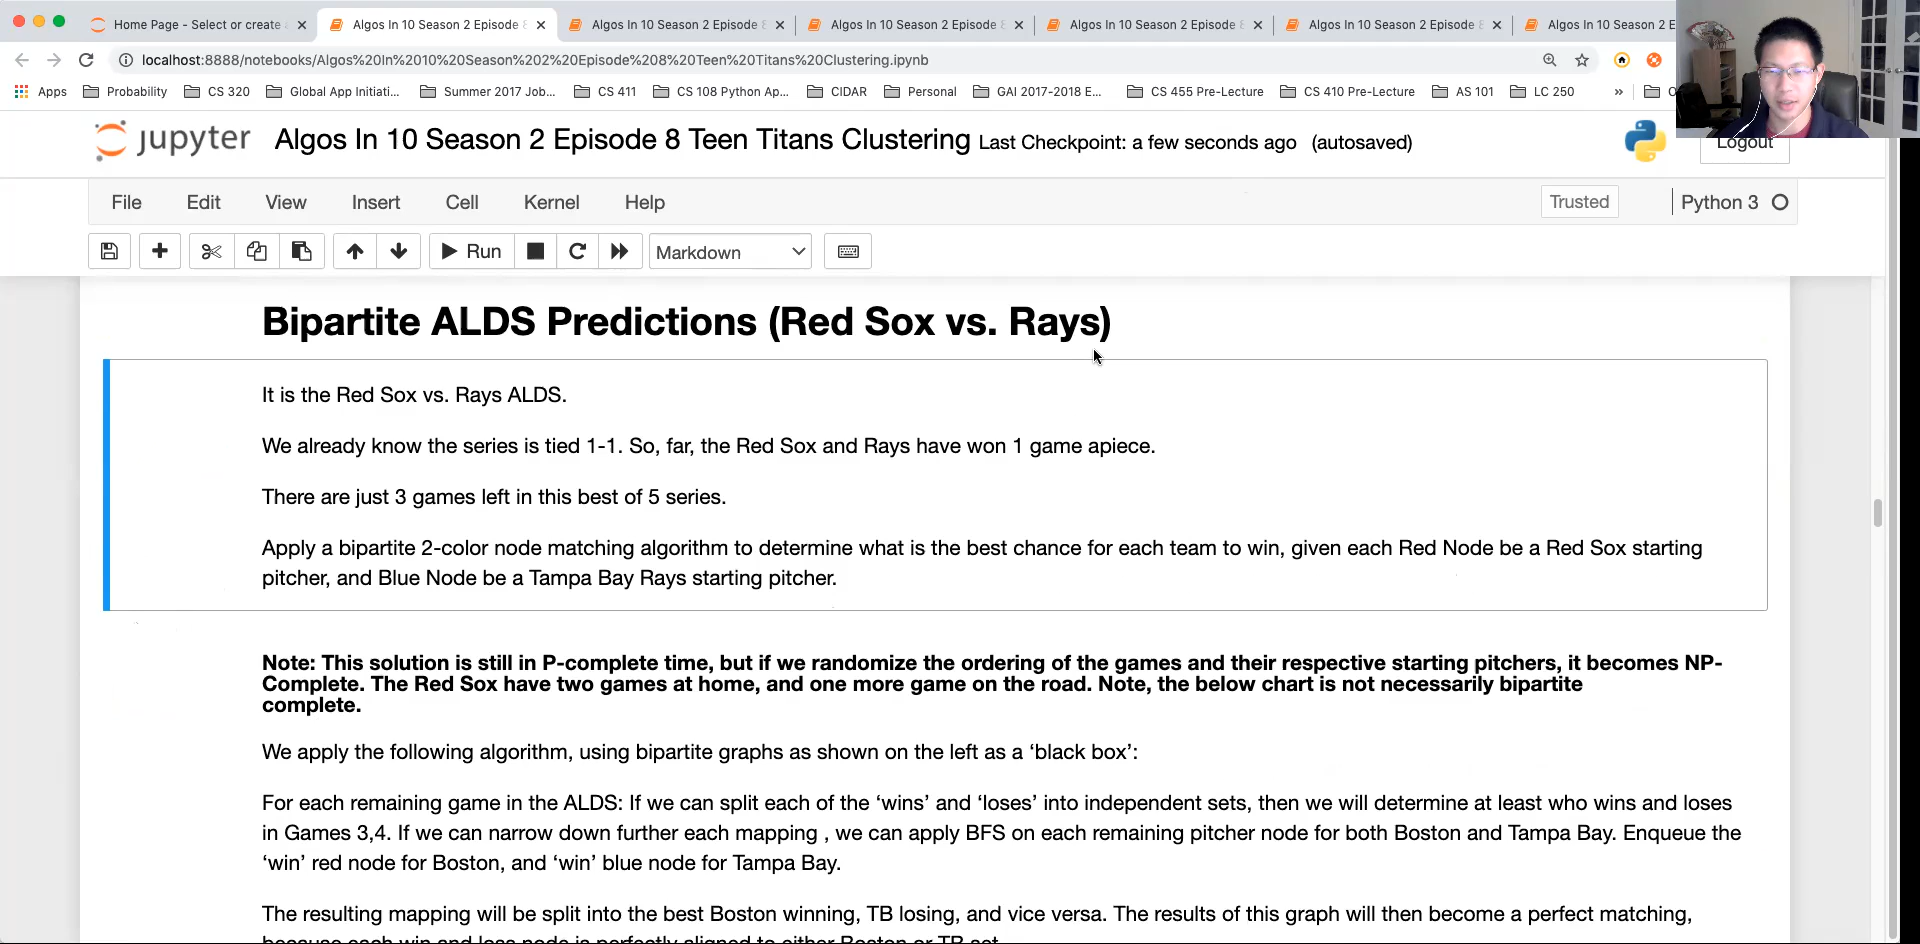 Home Page - Select or create
Algos In 10 Season 2 Episode
Algos In 10 Season 2 Episode
Algos In 10 Season 2 Episode
Algos In 10 Season 2 Episode
Algos In 10 Season 2 Episode
Algos In 10 Season 2 E
localhost:8888/notebooks/Algos%20In%2010%20Season%202%20Episode%208%20Teen%20Titans%20Clustering.ipynb
Apps Probability CS 320 Global App Initiati... Summer 2017 Job... CS 411 CS 108 Python Ap... CIDAR Personal GAI 2017-2018 E... CS 455 Pre-Lecture CS 410 Pre-Lecture AS 101 LC 250 »
jupyter Algos In 10 Season 2 Episode 8 Teen Titans Clustering Last Checkpoint: a few seconds ago (autosaved) Logout
File Edit View Insert Cell Kernel Help Trusted Python 3
Run Markdown
Bipartite ALDS Predictions (Red Sox vs. Rays)
It is the Red Sox vs. Rays ALDS.
We already know the series is tied 1-1. So, far, the Red Sox and Rays have won 1 game apiece.
There are just 3 games left in this best of 5 series.
Apply a bipartite 2-color node matching algorithm to determine what is the best chance for each team to win, given each Red Node be a Red Sox starting
pitcher, and Blue Node be a Tampa Bay Rays starting pitcher.
Note: This solution is still in P-complete time, but if we randomize the ordering of the games and their respective starting pitchers, it becomes NP-
Complete. The Red Sox have two games at home, and one more game on the road. Note, the below chart is not necessarily bipartite
complete.
We apply the following algorithm, using bipartite graphs as shown on the left as a ‘black box’:
For each remaining game in the ALDS: If we can split each of the ‘wins’ and ‘loses’ into independent sets, then we will determine at least who wins and loses
in Games 3,4. If we can narrow down further each mapping , we can apply BFS on each remaining pitcher node for both Boston and Tampa Bay. Enqueue the
‘win’ red node for Boston, and ‘win’ blue node for Tampa Bay.
The resulting mapping will be split into the best Boston winning, TB losing, and vice versa. The results of this graph will then become a perfect matching,
because each win and loss node is perfectly aligned to either Boston or TB set.